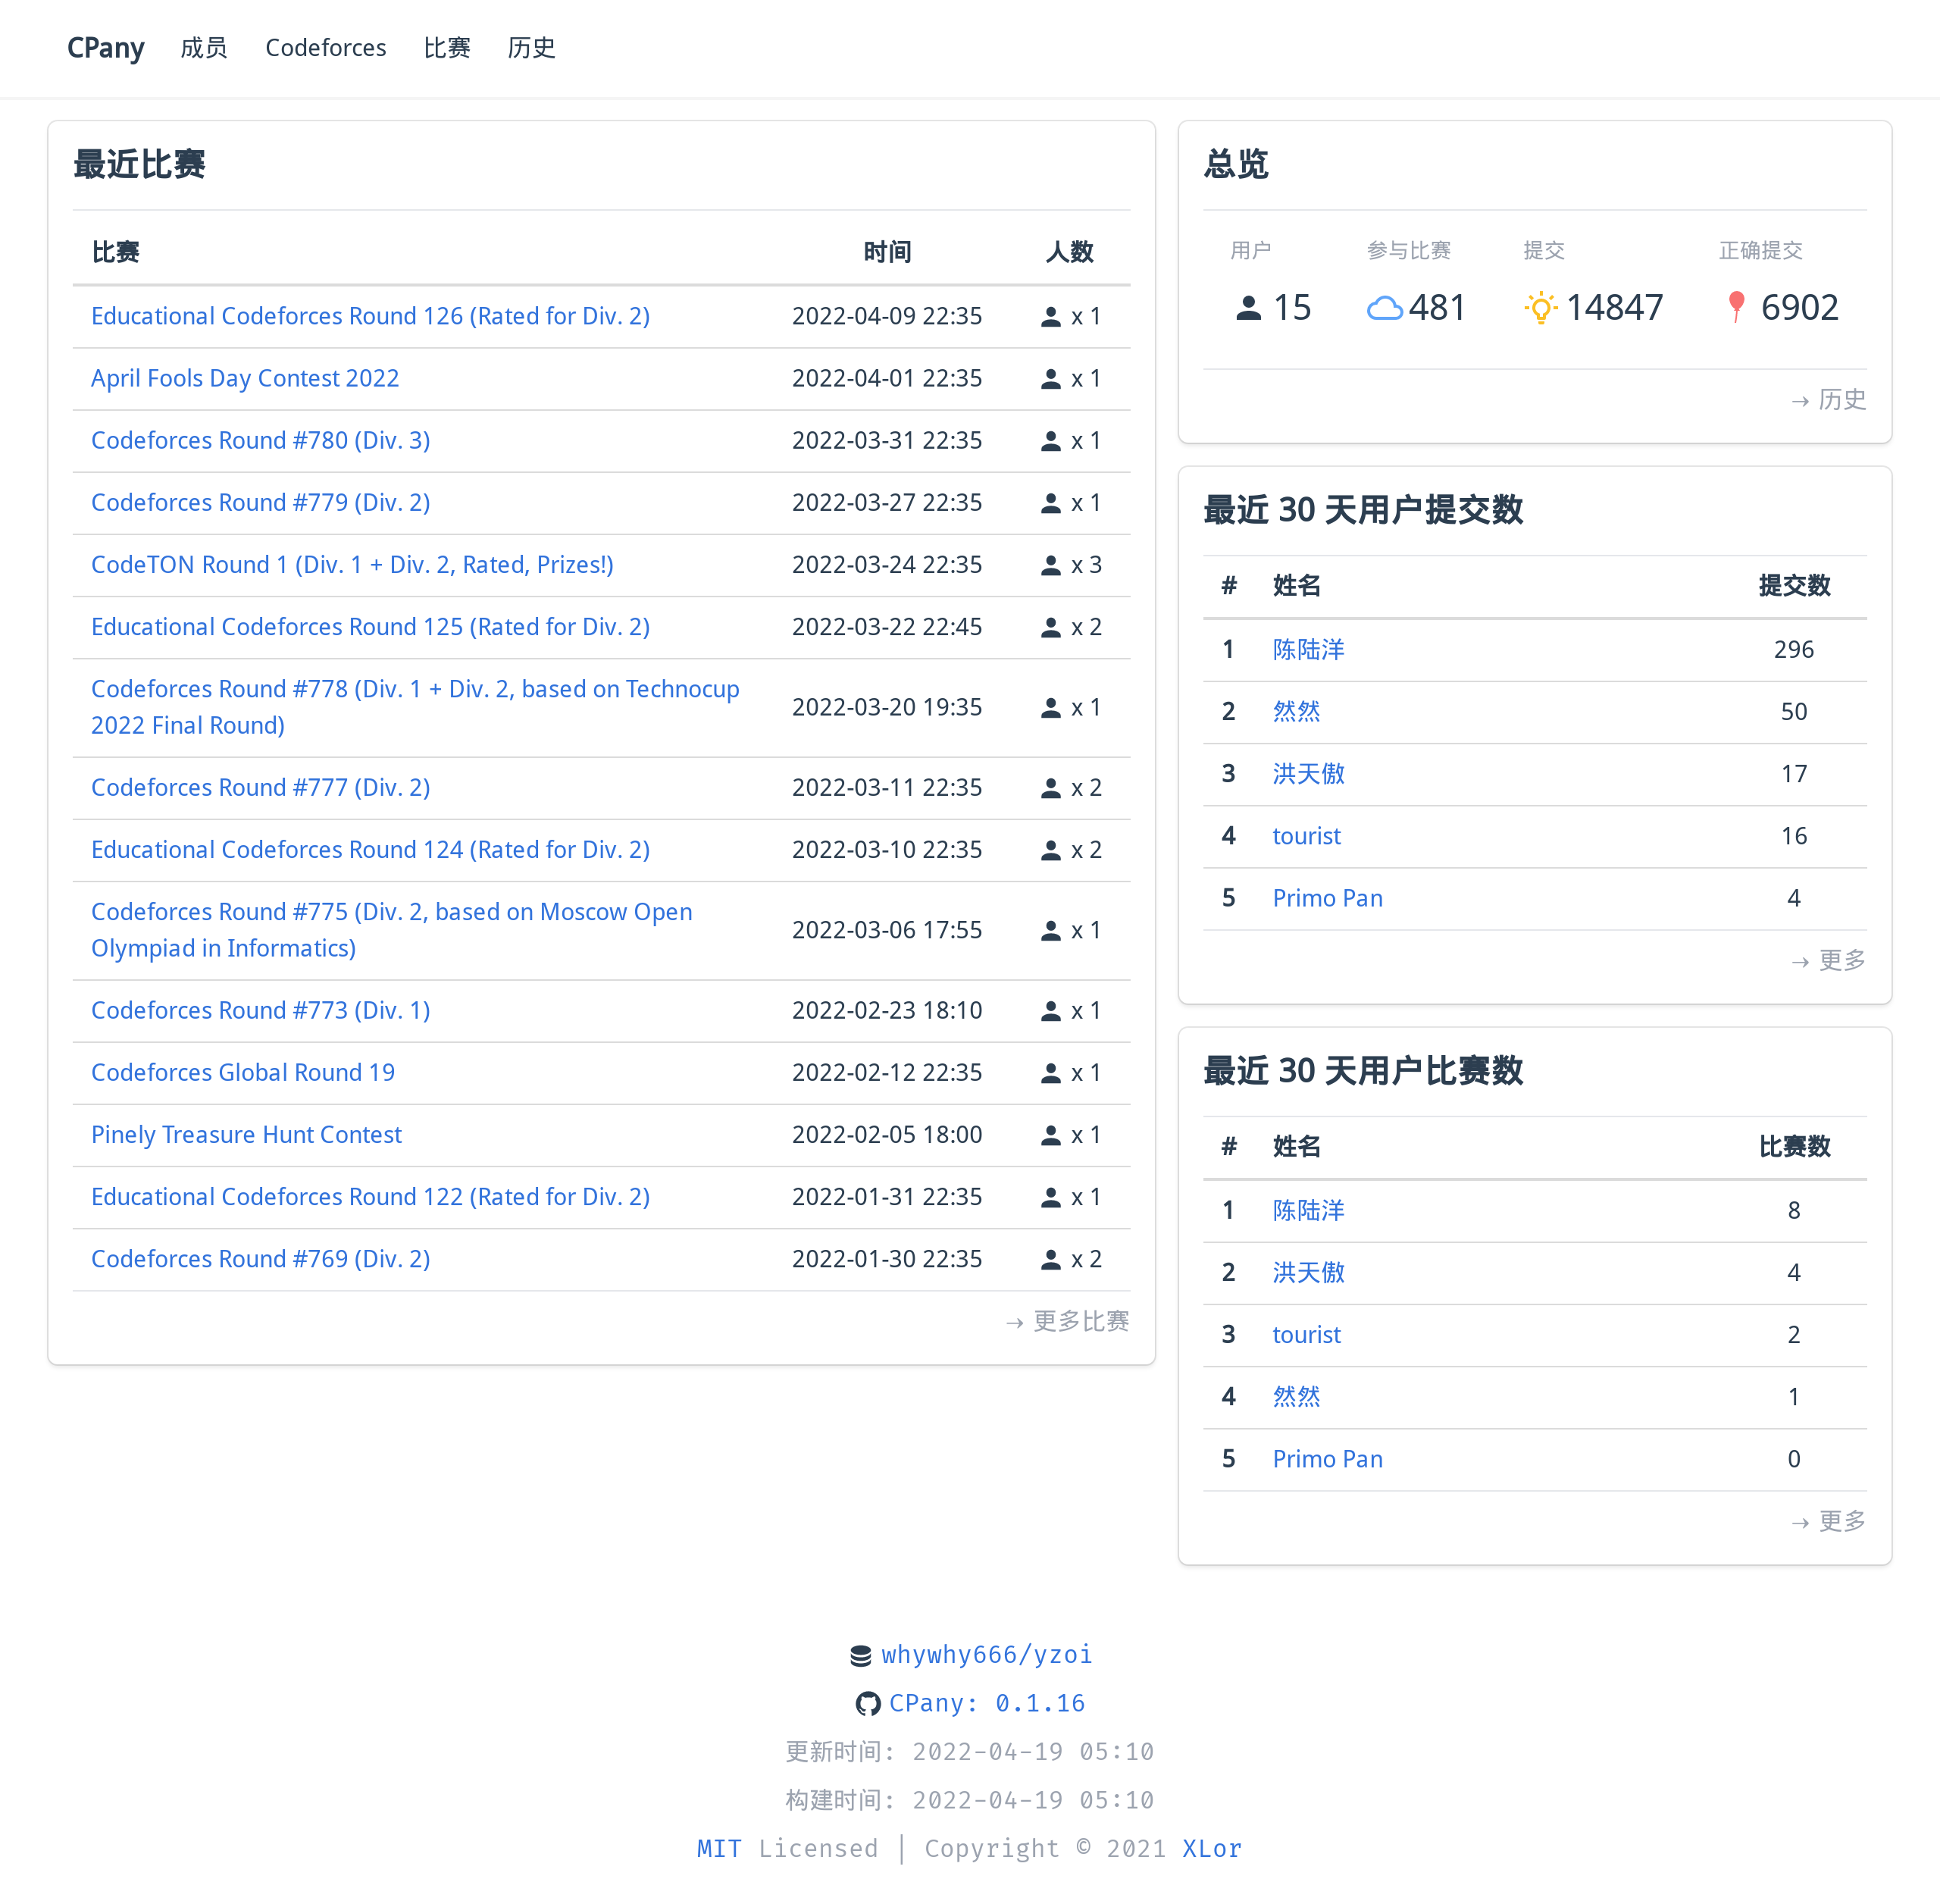 CPany 成员 Codeforces 比赛 历史
最近比赛
比赛 时间 人数
Educational Codeforces Round 126 (Rated for Div. 2) 2022-04-09 22:35 x 1
April Fools Day Contest 2022 2022-04-01 22:35 x 1
Codeforces Round #780 (Div. 3) 2022-03-31 22:35 x 1
Codeforces Round #779 (Div. 2) 2022-03-27 22:35 x 1
CodeTON Round 1 (Div. 1 + Div. 2, Rated, Prizes!) 2022-03-24 22:35 x 3
Educational Codeforces Round 125 (Rated for Div. 2) 2022-03-22 22:45 x 2
Codeforces Round #778 (Div. 1 + Div. 2, based on Technocup
2022 Final Round) 2022-03-20 19:35 x 1
Codeforces Round #777 (Div. 2) 2022-03-11 22:35 x 2
Educational Codeforces Round 124 (Rated for Div. 2) 2022-03-10 22:35 x 2
Codeforces Round #775 (Div. 2, based on Moscow Open
Olympiad in Informatics) 2022-03-06 17:55 x 1
Codeforces Round #773 (Div. 1) 2022-02-23 18:10 x 1
Codeforces Global Round 19 2022-02-12 22:35 x 1
Pinely Treasure Hunt Contest 2022-02-05 18:00 x 1
Educational Codeforces Round 122 (Rated for Div. 2) 2022-01-31 22:35 x 1
Codeforces Round #769 (Div. 2) 2022-01-30 22:35 x 2
→ 更多比赛
总览
用户 参与比赛 提交 正确提交
15 481 14847 6902
→ 历史
最近 30 天用户提交数
# 姓名 提交数
1 陈陆洋 296
2 然然 50
3 洪天傲 17
4 tourist 16
5 Primo Pan 4
→ 更多
最近 30 天用户比赛数
# 姓名 比赛数
1 陈陆洋 8
2 洪天傲 4
3 tourist 2
4 然然 1
5 Primo Pan 0
→ 更多
whywhy666/yzoi
CPany: 0.1.16
更新时间: 2022-04-19 05:10
构建时间: 2022-04-19 05:10
MIT Licensed | Copyright © 2021 XLor